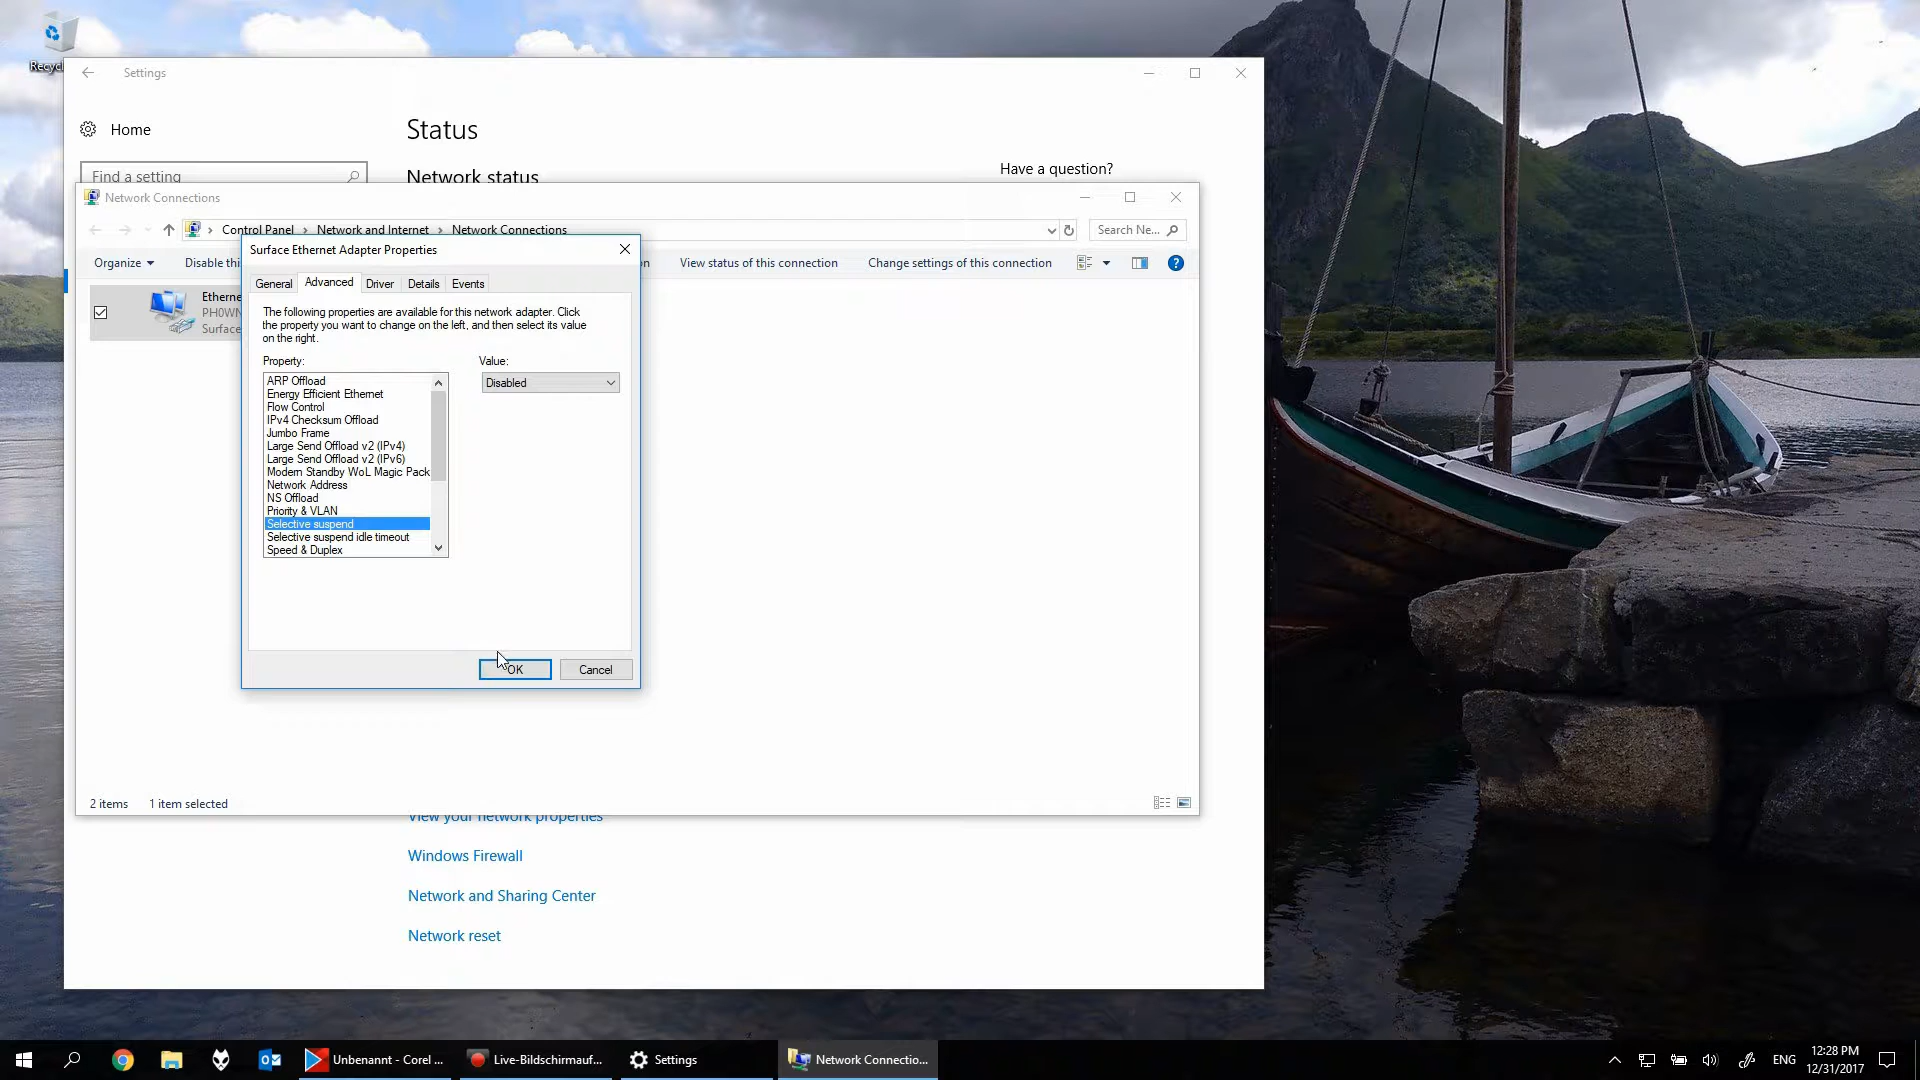 Settings
Home
Status
Find a setting
Network status
Have a question?
Network Connections
Control Panel
Network and Internet
Network Connections
Search Ne...
Surface Ethernet Adapter Properties
Organize
View status of this connection
Change settings of this connection
General
Advanced
Driver
Details
Events
The following properties are available for this network adapter. Click
the property you want to change on the left, and then select its value
on the right.
Property:
Value:
Disabled
ARP Offload
Energy Efficient Ethernet
Flow Control
IPv4 Checksum Offload
Jumbo Frame
Large Send Offload v2 (IPv4)
Large Send Offload v2 (IPv6)
Modern Standby WoL Magic Pack
Network Address
NS Offload
Priority & VLAN
Selective suspend
Selective suspend idle timeout
Speed & Duplex
OK
Cancel
2 items
1 item selected
View your network properties
Windows Firewall
Network and Sharing Center
Network reset
Unbenannt - Corel ...
Live-Bildschirmauf...
Settings
Network Connectio...
ENG
12:28 PM
12/31/2017